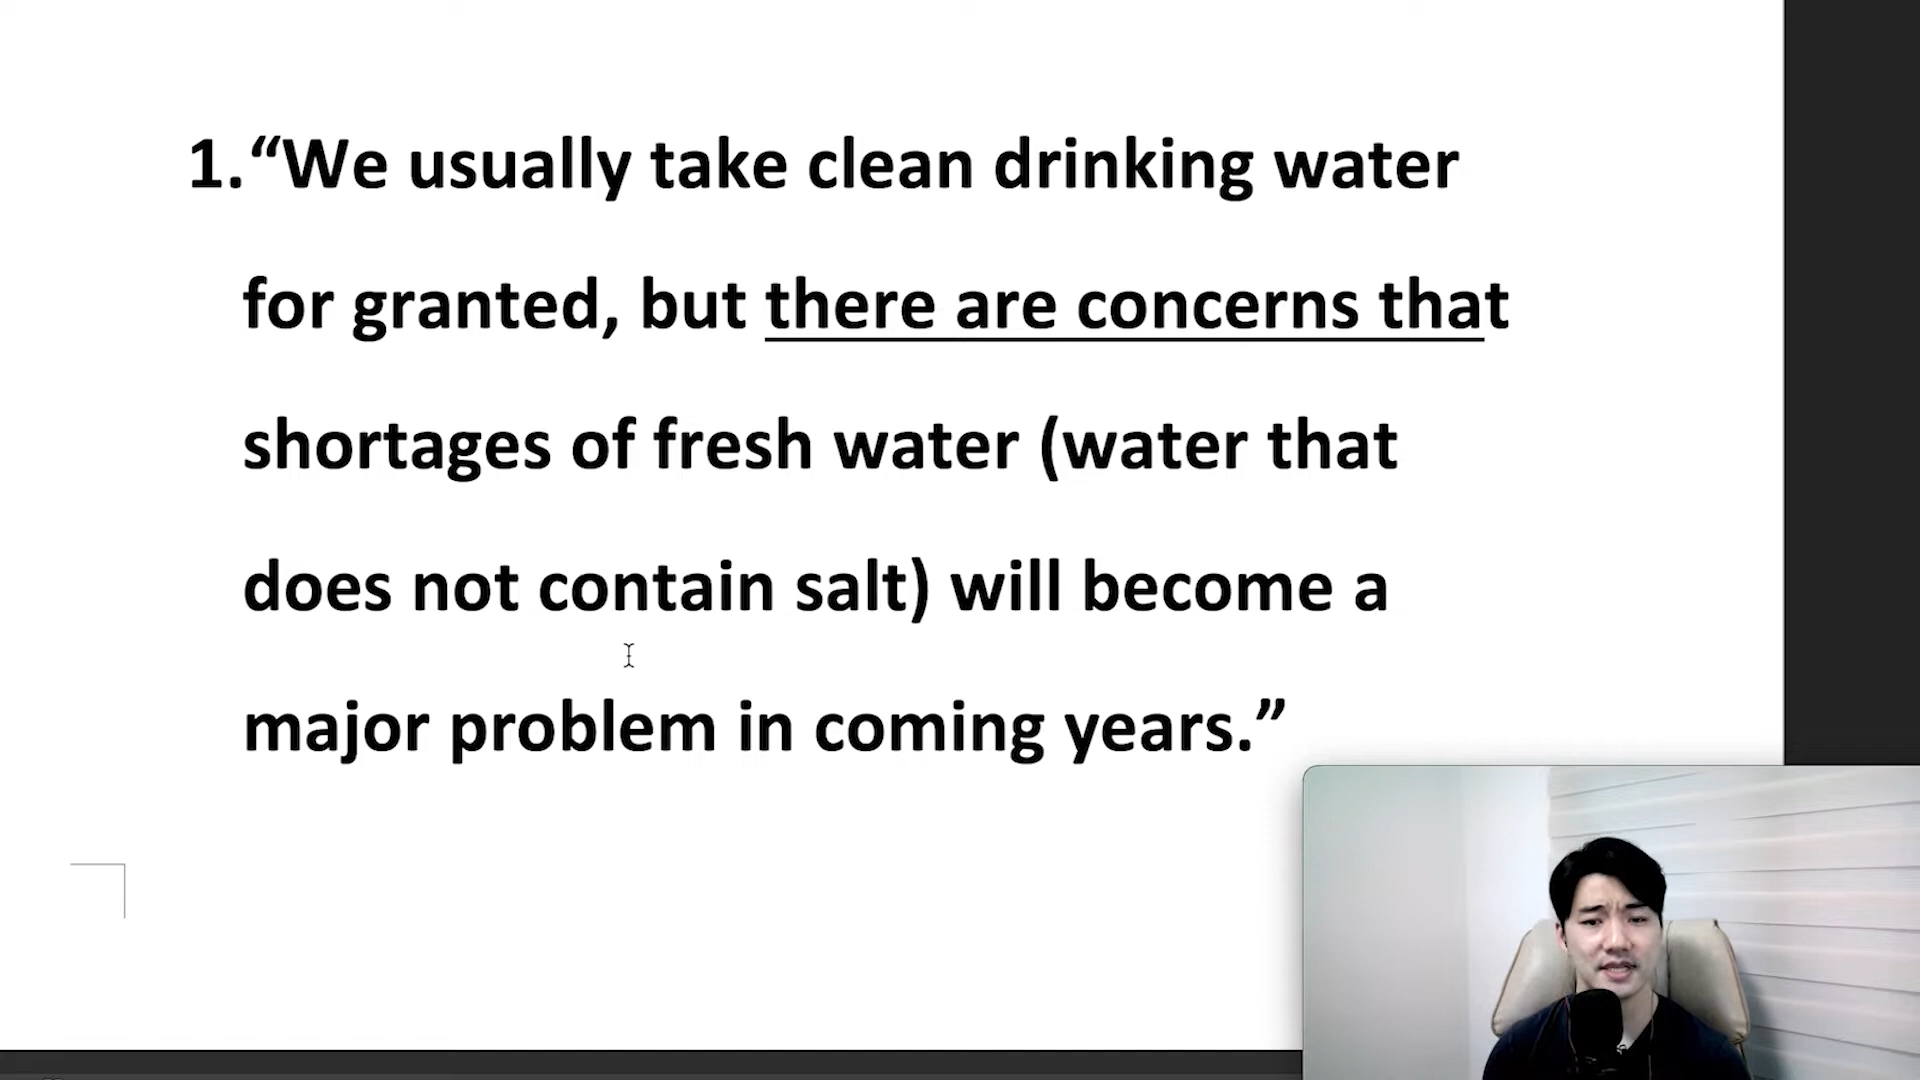 1. “We usually take clean drinking water
for granted, but there are concerns that
shortages of fresh water (water that
does not contain salt) will become a
major problem in coming years.”